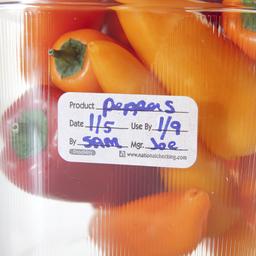 Product peppers
Date 1/5 Use By 1/9
By SAM Mgr. Joe
www.nationalchecking.com